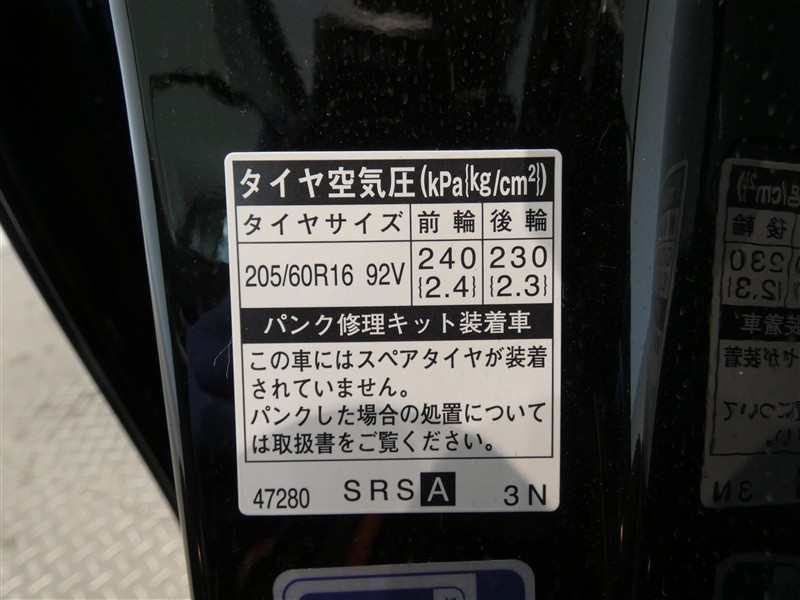 タイヤ空気圧(kPa{kg/cm²})
タイヤサイズ 前輪 後輪
205/60R16 92V 240 {2.4} 230 {2.3}
パンク修理キット装着車
この車にはスペアタイヤが装着
されていません。
パンクした場合の処置について
は取扱書をご覧ください。
47280 SRS A 3N